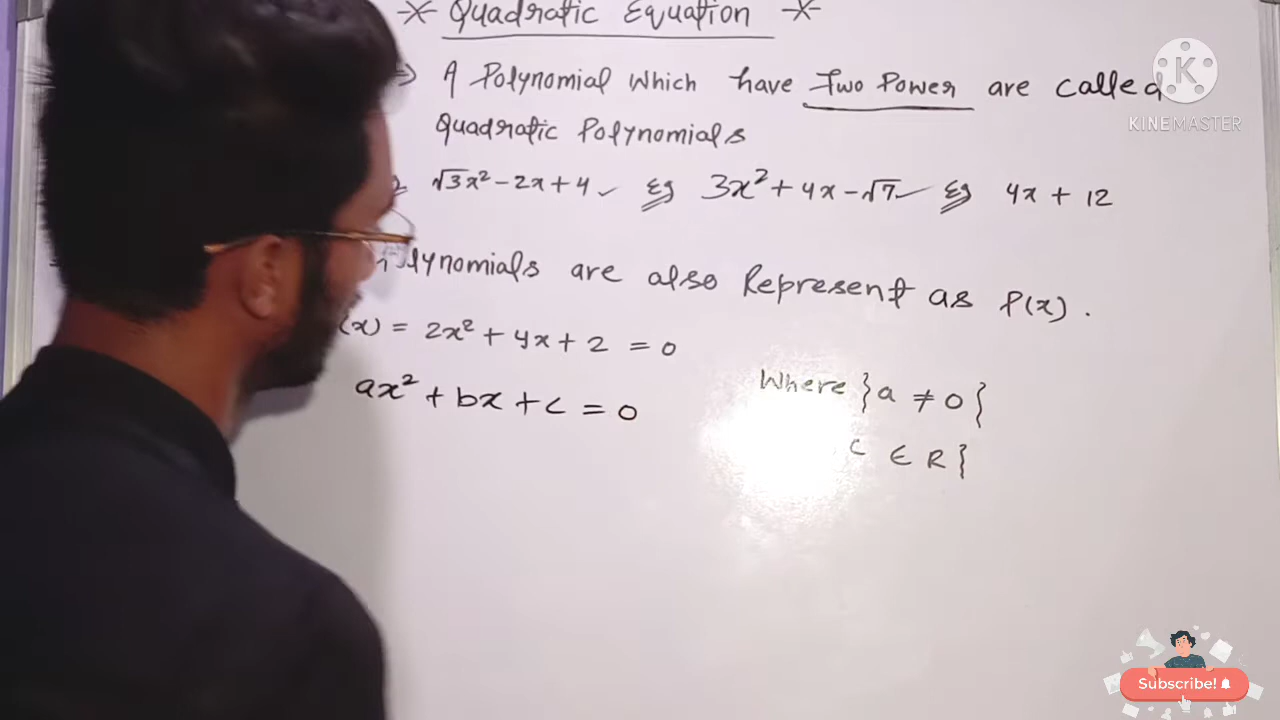 * Quadratic Equation *
⇒ A Polynomial Which have Two Power are called
Quadratic Polynomials
√3x² - 2x + 4 ✓ Eg 3x² + 4x - √7 ✓ Eg 4x + 12
lynomials are also Represent as P(x).
(x) = 2x² + 4x + 2 = 0
ax² + bx + c = 0
Where }a ≠ 0{
c ∈ R}
KINEMASTER
Subscribe!